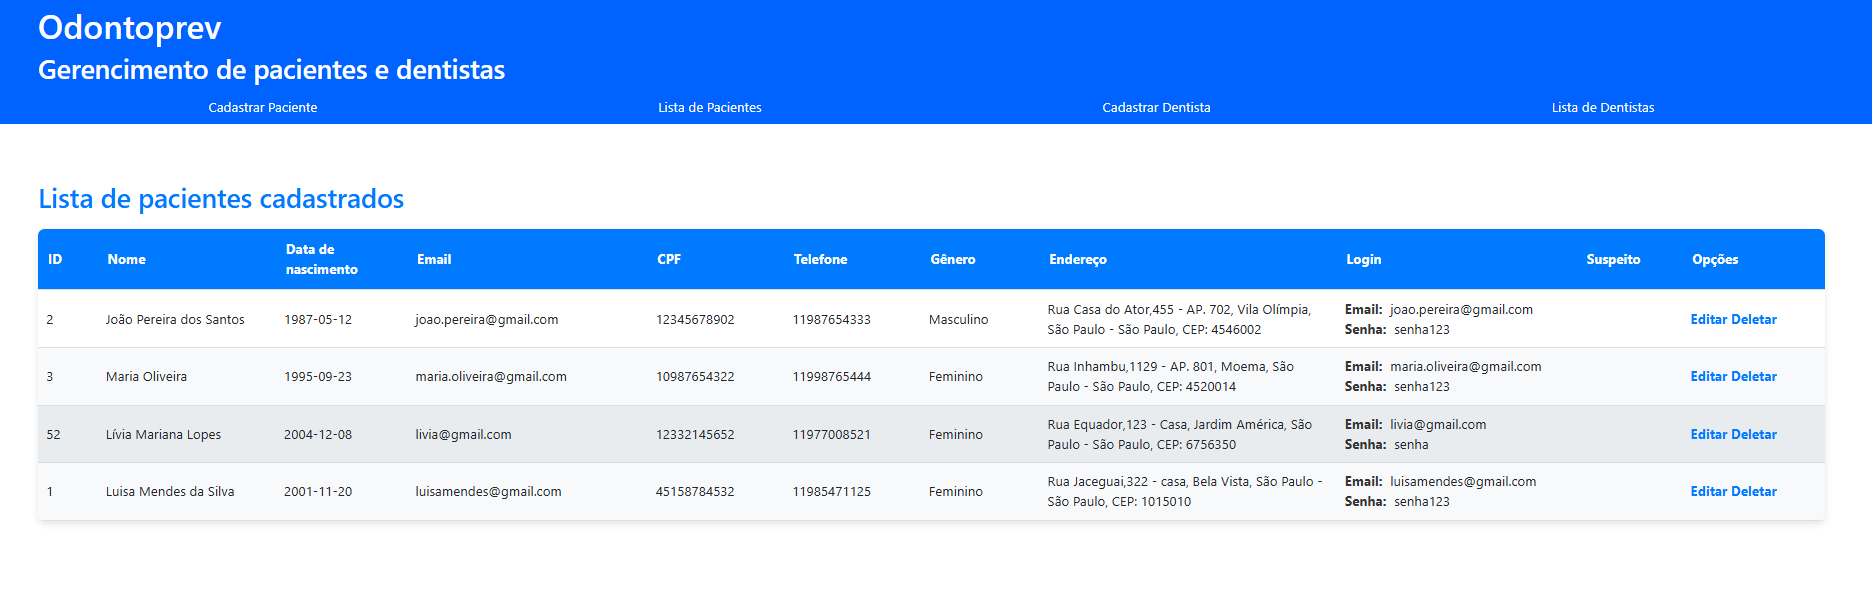 Odontoprev
Gerencimento de pacientes e dentistas
Cadastrar Paciente Lista de Pacientes Cadastrar Dentista Lista de Dentistas
Lista de pacientes cadastrados
ID Nome Data de nascimento Email CPF Telefone Gênero Endereço Login Suspeito Opções
2 João Pereira dos Santos 1987-05-12 joao.pereira@gmail.com 12345678902 11987654333 Masculino Rua Casa do Ator,455 - AP. 702, Vila Olímpia, São Paulo - São Paulo, CEP: 4546002 Email: joao.pereira@gmail.com Senha: senha123 Editar Deletar
3 Maria Oliveira 1995-09-23 maria.oliveira@gmail.com 10987654322 11998765444 Feminino Rua Inhambu,1129 - AP. 801, Moema, São Paulo - São Paulo, CEP: 4520014 Email: maria.oliveira@gmail.com Senha: senha123 Editar Deletar
52 Lívia Mariana Lopes 2004-12-08 livia@gmail.com 12332145652 11977008521 Feminino Rua Equador,123 - Casa, Jardim América, São Paulo - São Paulo, CEP: 6756350 Email: livia@gmail.com Senha: senha Editar Deletar
1 Luisa Mendes da Silva 2001-11-20 luisamendes@gmail.com 45158784532 11985471125 Feminino Rua Jaceguai,322 - casa, Bela Vista, São Paulo - São Paulo, CEP: 1015010 Email: luisamendes@gmail.com Senha: senha123 Editar Deletar